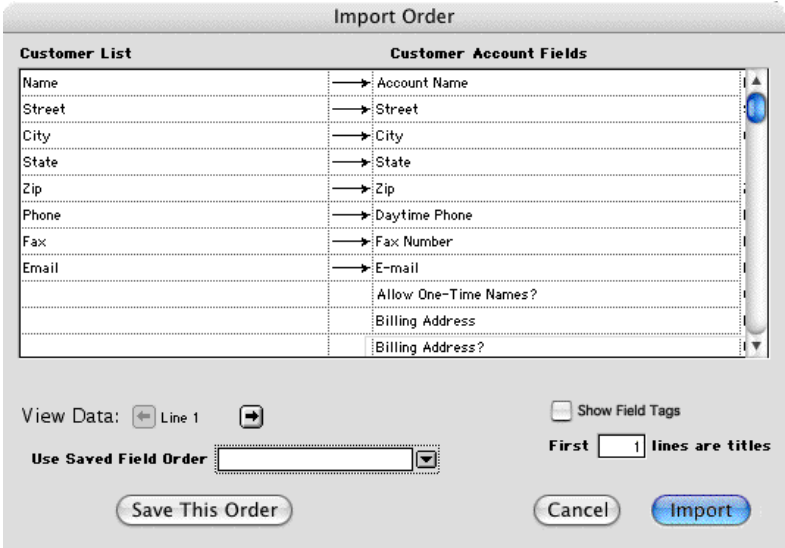 Import Order
Customer List Customer Account Fields
Name Account Name
Street Street
City City
State State
Zip Zip
Phone Daytime Phone
Fax Fax Number
Email E-mail
Allow One-Time Names?
Billing Address
Billing Address?
View Data: Line 1
Show Field Tags
First 1 lines are titles
Use Saved Field Order
Save This Order Cancel Import